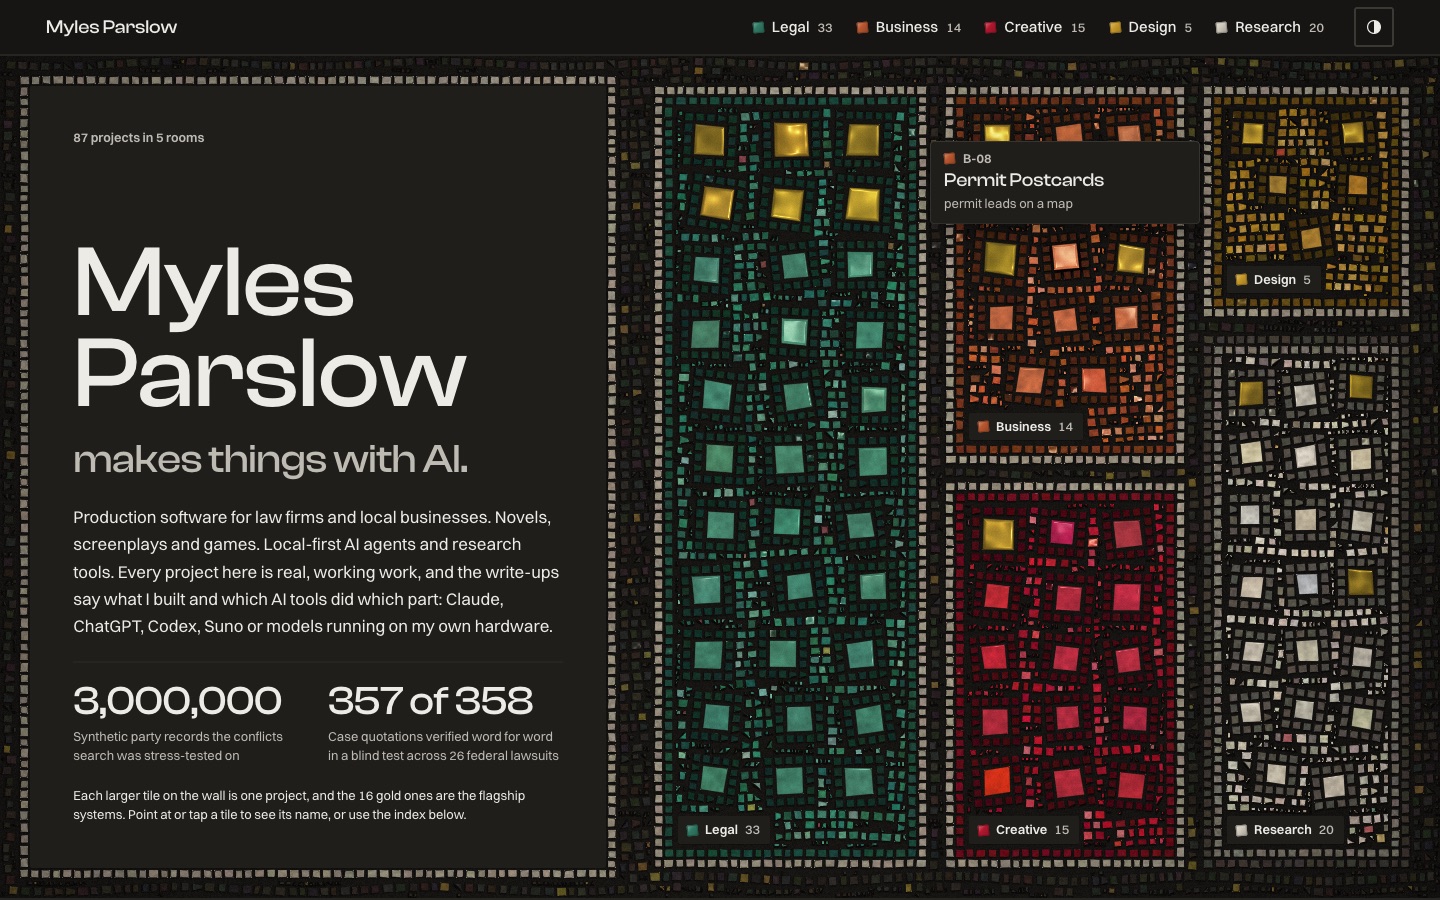 Myles Parslow
Legal 33
Business 14
Creative 15
Design 5
Research 20
87 projects in 5 rooms
Myles
Parslow
makes things with AI.
Production software for law firms and local businesses. Novels,
screenplays and games. Local-first AI agents and research
tools. Every project here is real, working work, and the write-ups
say what I built and which AI tools did which part: Claude,
ChatGPT, Codex, Suno or models running on my own hardware.
3,000,000
Synthetic party records the conflicts
search was stress-tested on
357 of 358
Case quotations verified word for word
in a blind test across 26 federal lawsuits
Each larger tile on the wall is one project, and the 16 gold ones are the flagship
systems. Point at or tap a tile to see its name, or use the index below.
B-08
Permit Postcards
permit leads on a map
Design 5
Business 14
Legal 33
Creative 15
Research 20